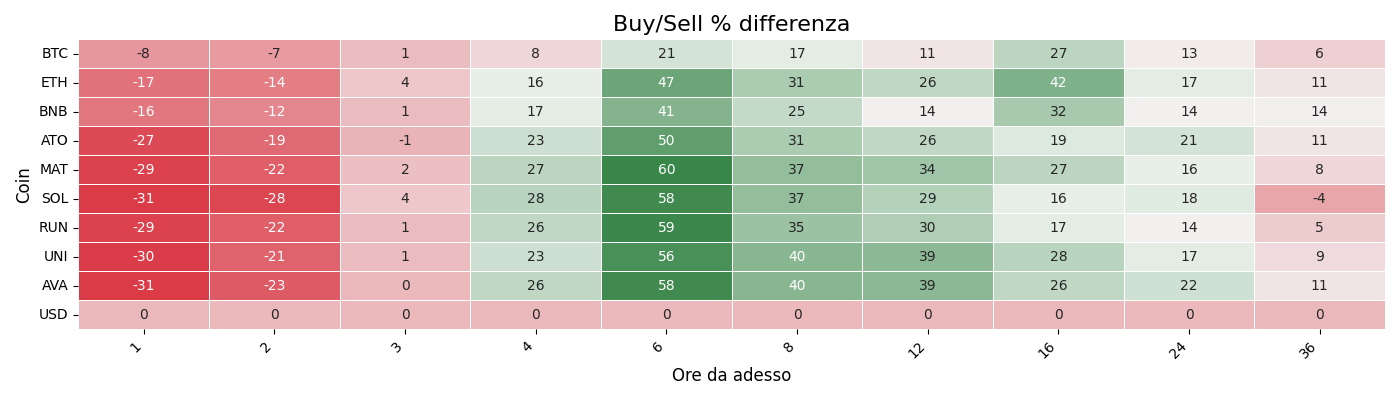 Buy/Sell % differenza
BTC -8 -7 1 8 21 17 11 27 13 6
ETH -17 -14 4 16 47 31 26 42 17 11
BNB -16 -12 1 17 41 25 14 32 14 14
ATO -27 -19 -1 23 50 31 26 19 21 11
MAT -29 -22 2 27 60 37 34 27 16 8
SOL -31 -28 4 28 58 37 29 16 18 -4
RUN -29 -22 1 26 59 35 30 17 14 5
UNI -30 -21 1 23 56 40 39 28 17 9
AVA -31 -23 0 26 58 40 39 26 22 11
USD 0 0 0 0 0 0 0 0 0 0
1 2 3 4 6 8 12 16 24 36
Coin
Ore da adesso